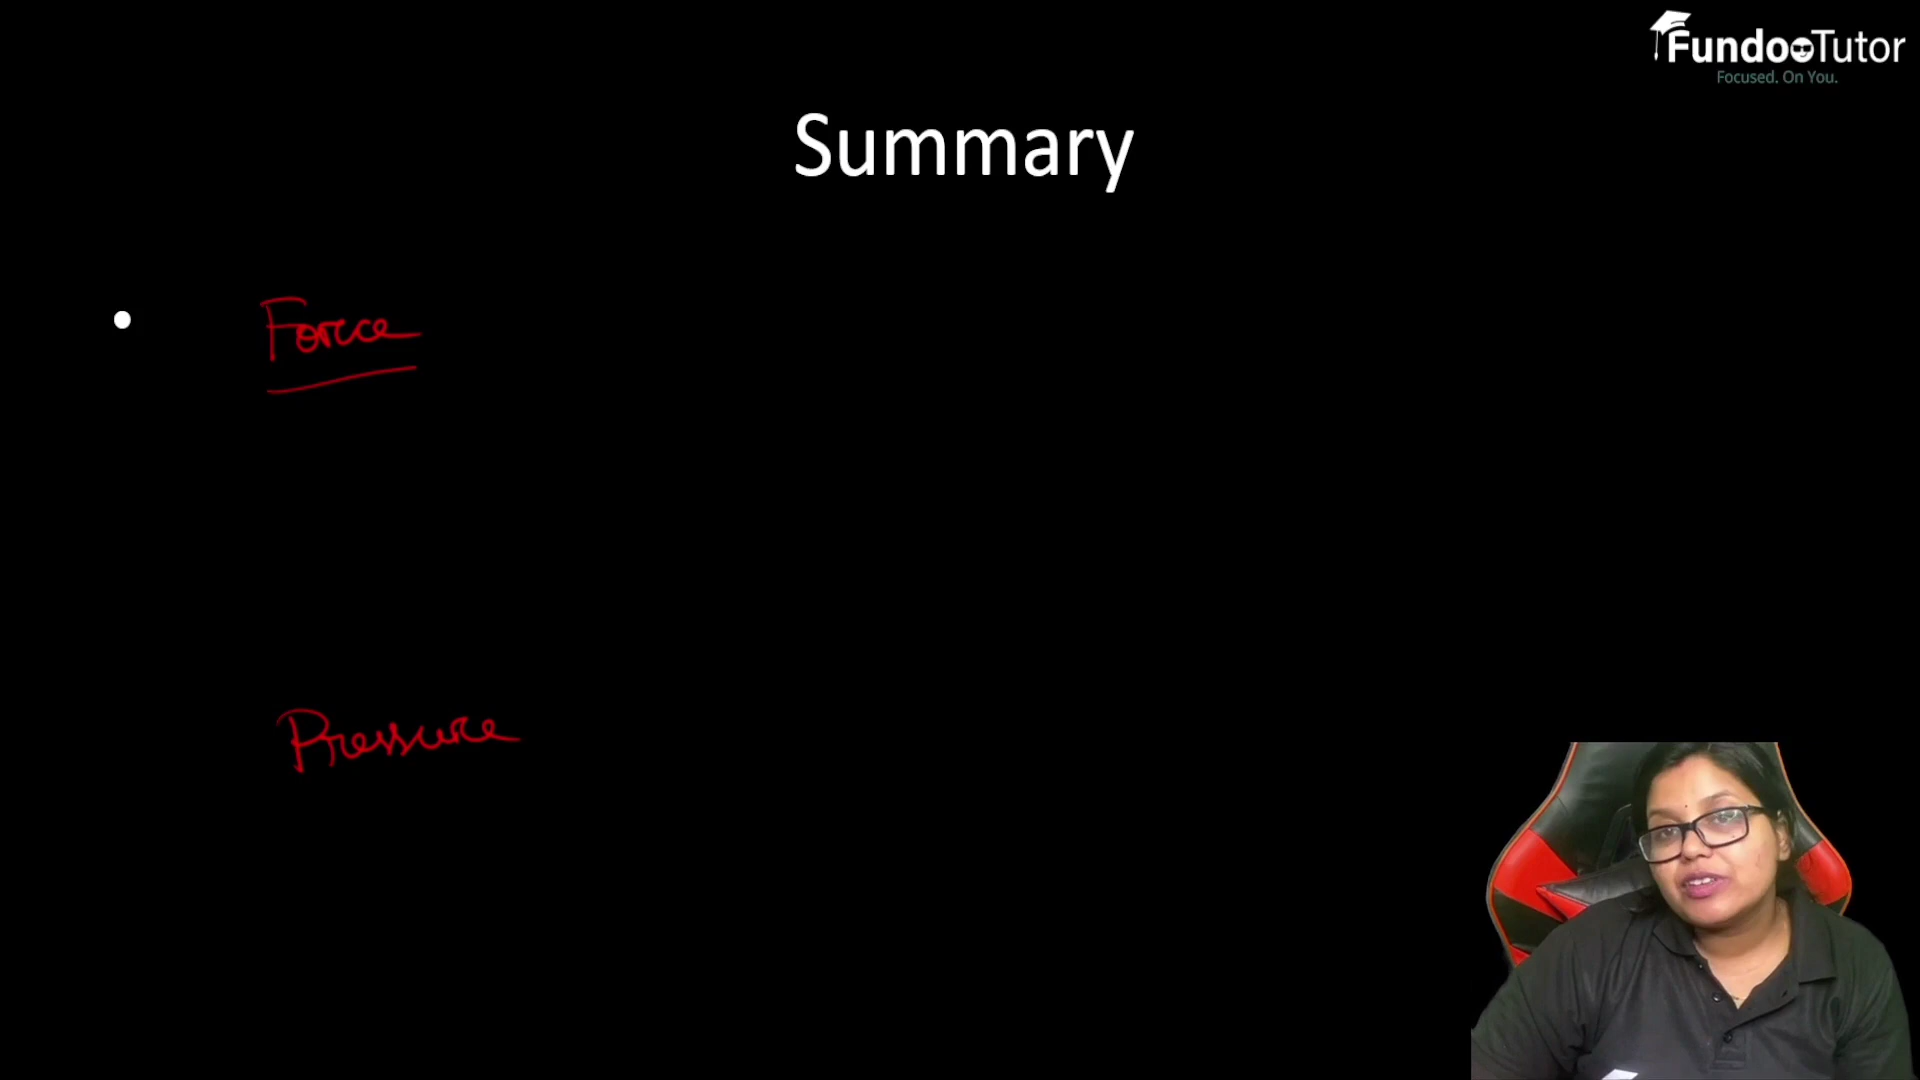 FundooTutor
Focused. On You.
Summary
Force
Pressure